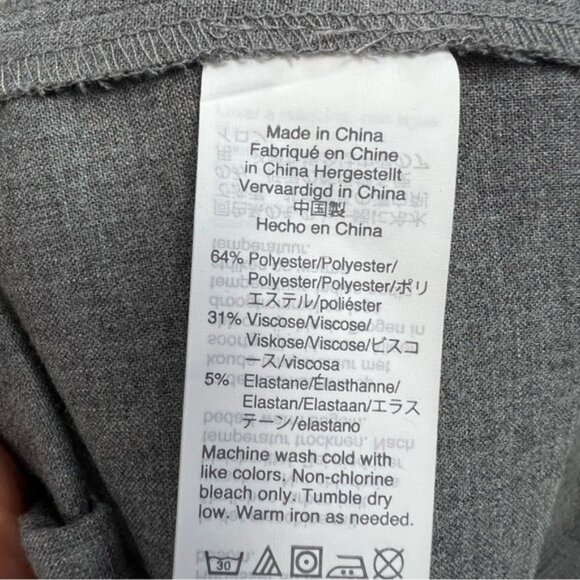 Made in China
Fabriqué en Chine
in China Hergestellt
Vervaardigd in China
中国製
Hecho en China
64% Polyester/Polyester/
Polyester/Polyester/ポリ
エステル/poliéster
31% Viscose/Viscose/
Viskose/Viscose/ビスコ
ース/viscosa
5% Elastane/Élasthanne/
Elastan/Elastaan/エラス
テーン/elastano
Machine wash cold with
like colors. Non-chlorine
bleach only. Tumble dry
low. Warm iron as needed.
30